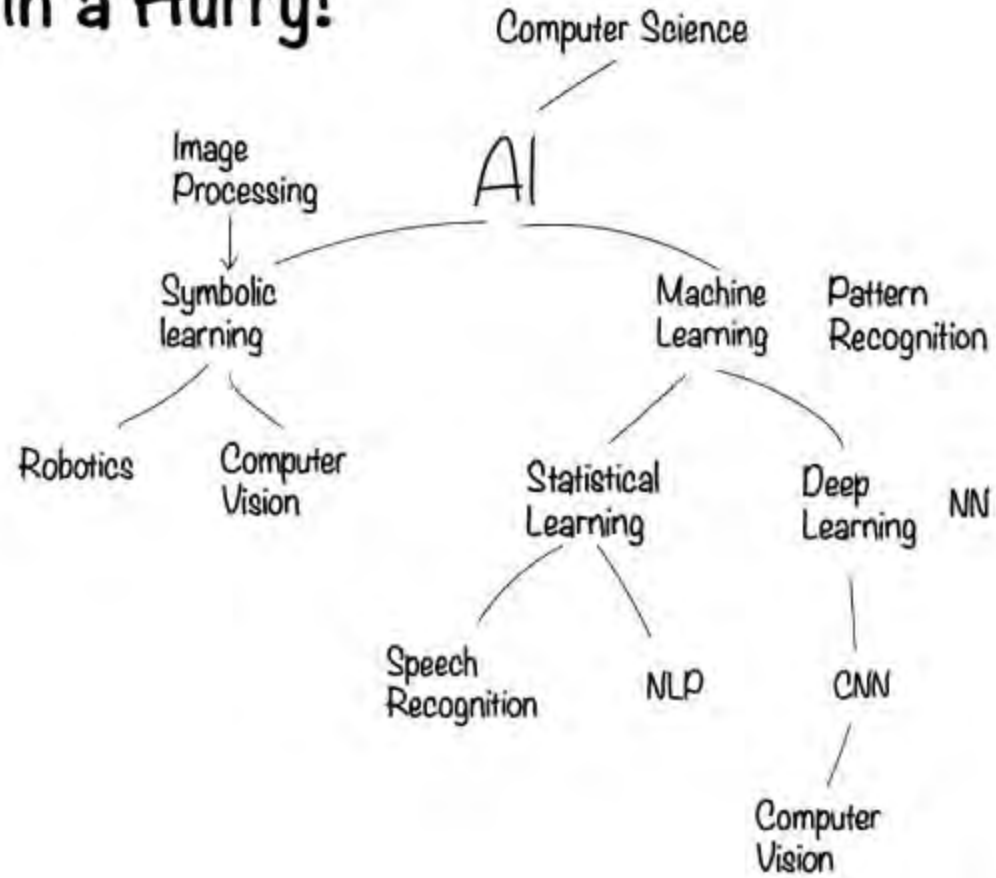 in a Hurry!
Computer Science
AI
Image
Processing
Symbolic
learning
Machine
Learning
Pattern
Recognition
Robotics
Computer
Vision
Statistical
Learning
Deep
Learning
NN
Speech
Recognition
NLP
CNN
Computer
Vision